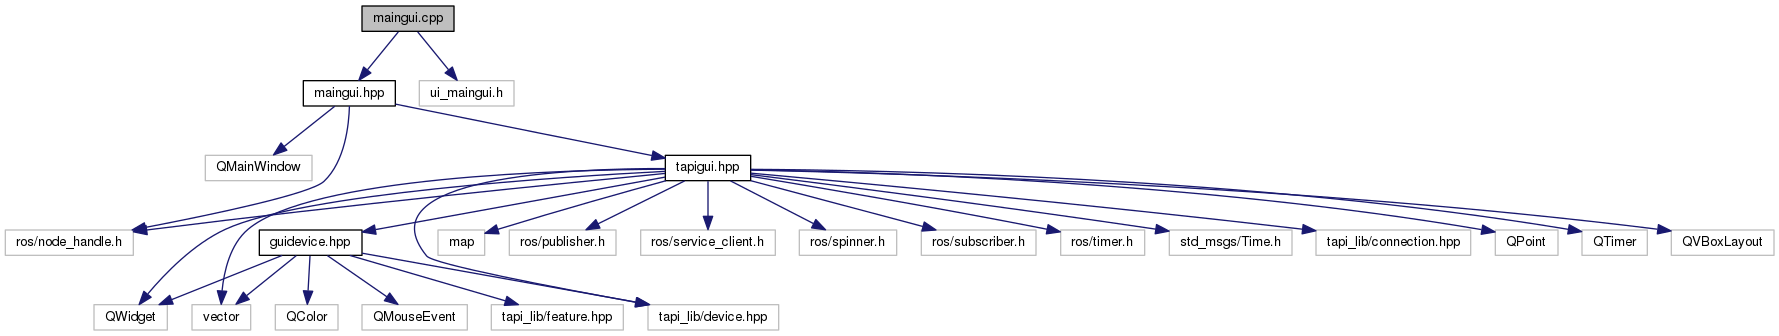 maingui.cpp
maingui.hpp
ui_maingui.h
QMainWindow
tapigui.hpp
ros/node_handle.h
guidevice.hpp
map
ros/publisher.h
ros/service_client.h
ros/spinner.h
ros/subscriber.h
ros/timer.h
std_msgs/Time.h
tapi_lib/connection.hpp
QPoint
QTimer
QVBoxLayout
QWidget
vector
QColor
QMouseEvent
tapi_lib/feature.hpp
tapi_lib/device.hpp